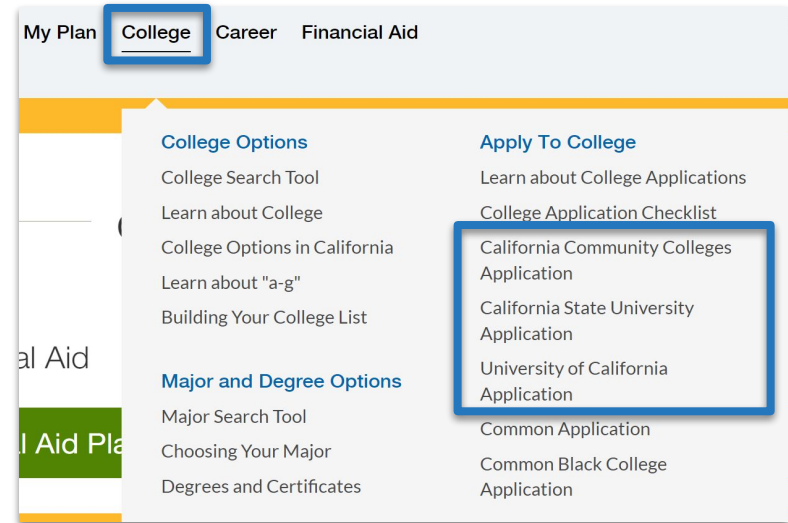 My Plan College Career Financial Aid
College Options
College Search Tool
Learn about College
College Options in California
Learn about "a-g"
Building Your College List
Major and Degree Options
Major Search Tool
Choosing Your Major
Degrees and Certificates
Apply To College
Learn about College Applications
College Application Checklist
California Community Colleges
Application
California State University
Application
University of California
Application
Common Application
Common Black College
Application
al Aid
l Aid Pla